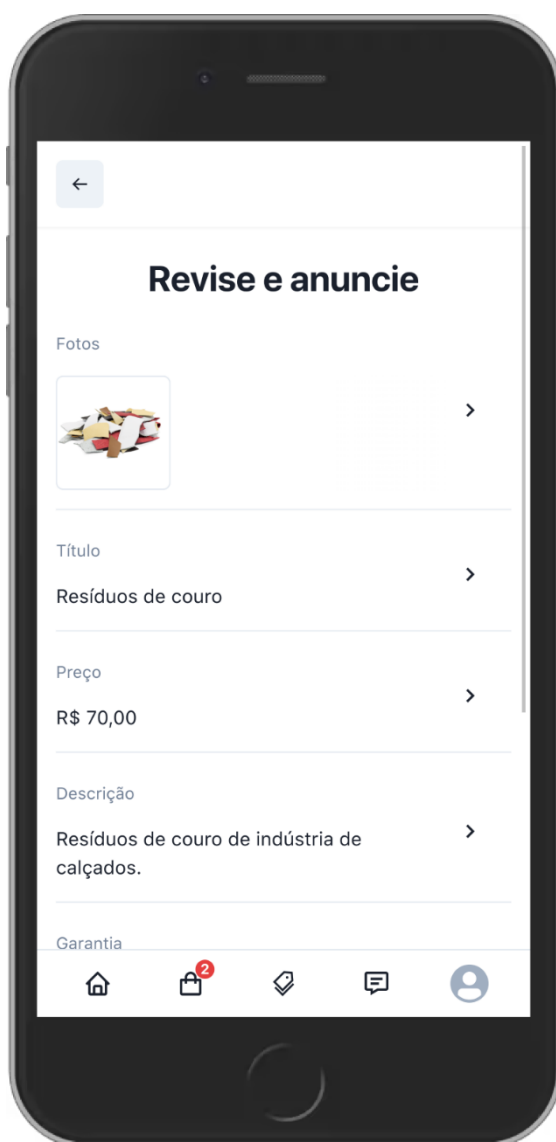 Revise e anuncie
Fotos
Título
Resíduos de couro
Preço
R$ 70,00
Descrição
Resíduos de couro de indústria de
calçados.
Garantia
2